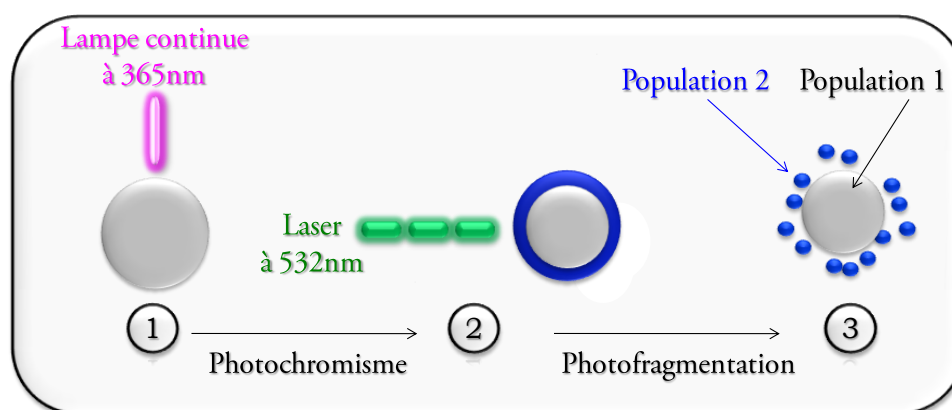 Lampe continue
à 365nm
Population 2
Population 1
Laser
à 532nm
1
2
3
Photochromisme
Photofragmentation